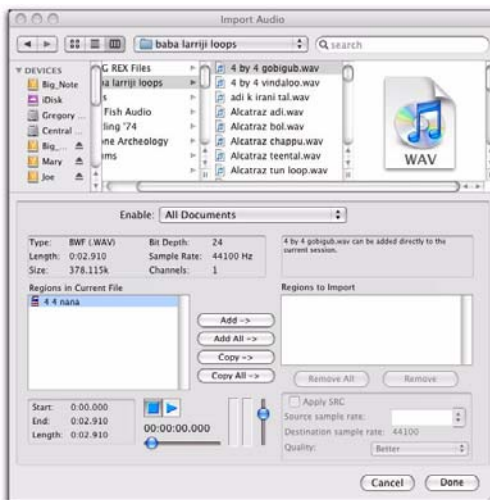 Import Audio
baba larriji loops
search
DEVICES
Big_Note
iDisk
Gregory ...
Central ...
Big_...
Mary
Joe
G REX Files
ba larriji loops
s
Fish Audio
ling '74
one Archeology
ms
4 by 4 gobigub.wav
4 by 4 vindaloo.wav
adi k irani tal.wav
Alcatraz adi.wav
Alcatraz bol.wav
Alcatraz chappu.wav
Alcatraz teental.wav
Alcatraz tun loop.wav
WAV
Enable: All Documents
Type: BWF (.WAV) Bit Depth: 24
Length: 0:02.910 Sample Rate: 44100 Hz
Size: 378.115k Channels: 1
4 by 4 gobigub.wav can be added directly to the
current session.
Regions in Current File
4 4 nana
Add ->
Add All ->
Copy ->
Copy All ->
Regions to Import
Remove All Remove
Start: 0:00.000
End: 0:02.910
Length: 0:02.910
00:00:00.000
Apply SRC
Source sample rate:
Destination sample rate: 44100
Quality: Better
Cancel Done